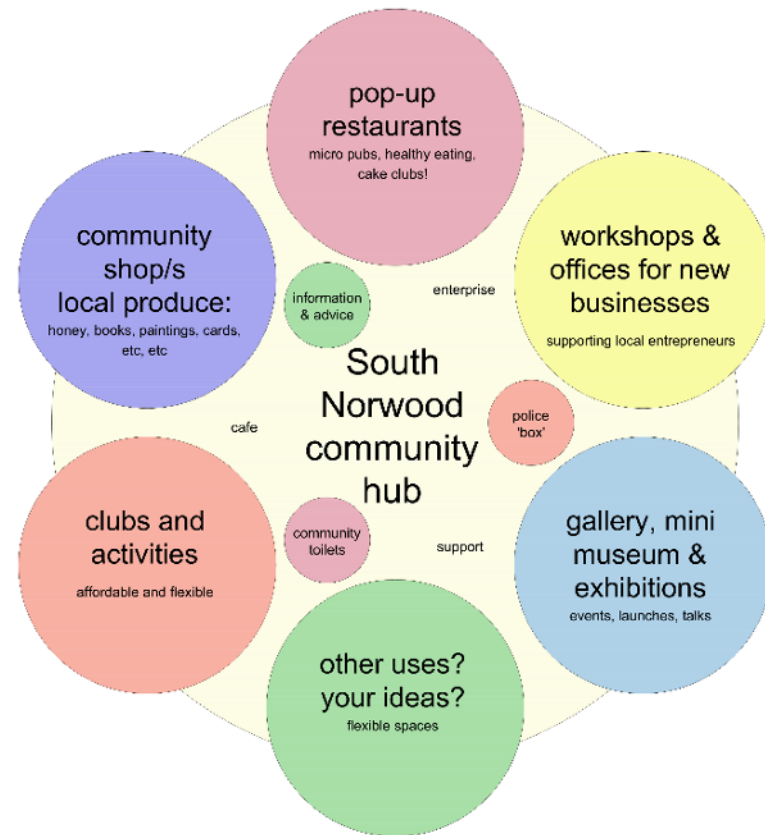 pop-up
restaurants
micro pubs, healthy eating,
cake clubs!
community
shop/s
local produce:
honey, books, paintings, cards,
etc, etc
workshops &
offices for new
businesses
supporting local entrepreneurs
information
& advice
enterprise
South
Norwood
community
hub
police
'box'
cafe
clubs and
activities
affordable and flexible
community
toilets
support
gallery, mini
museum &
exhibitions
events, launches, talks
other uses?
your ideas?
flexible spaces